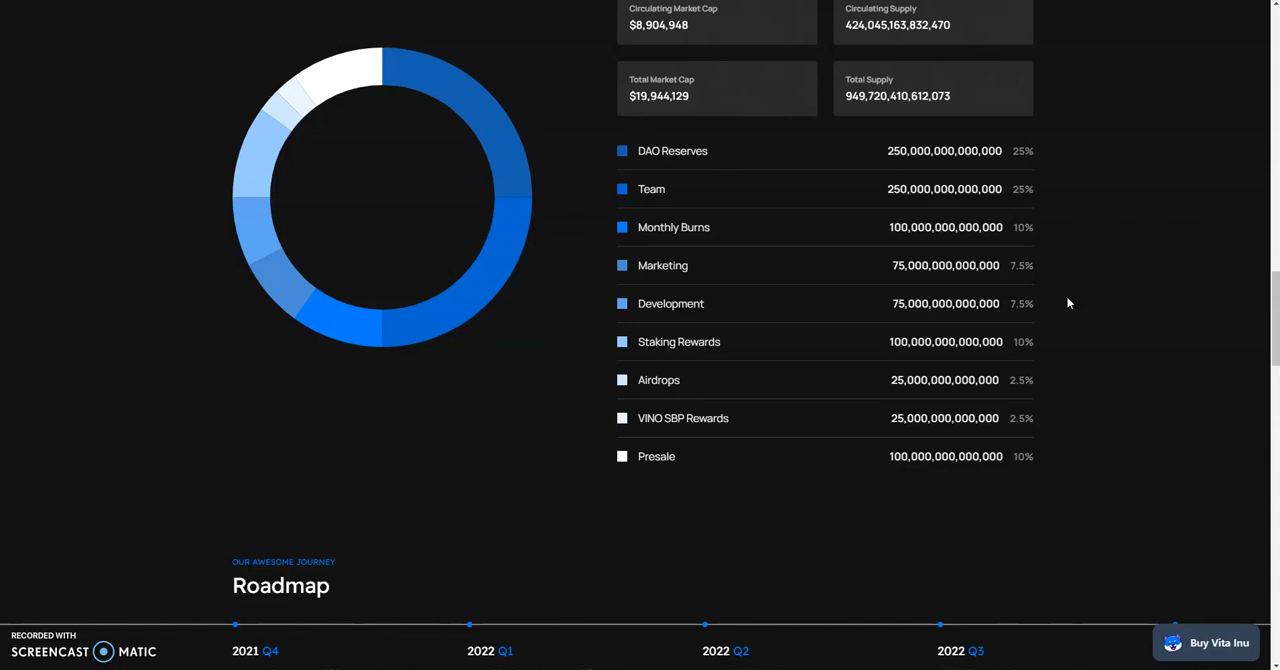 Circulating Market Cap
$8,904,948
Circulating Supply
424,045,163,832,470
Total Market Cap
$19,944,129
Total Supply
949,720,410,612,073
DAO Reserves 250,000,000,000,000 25%
Team 250,000,000,000,000 25%
Monthly Burns 100,000,000,000,000 10%
Marketing 75,000,000,000,000 7.5%
Development 75,000,000,000,000 7.5%
Staking Rewards 100,000,000,000,000 10%
Airdrops 25,000,000,000,000 2.5%
VINO SBP Rewards 25,000,000,000,000 2.5%
Presale 100,000,000,000,000 10%
OUR AWESOME JOURNEY
Roadmap
2021 Q4 2022 Q1 2022 Q2 2022 Q3
Buy Vita Inu
RECORDED WITH
SCREENCAST MATIC